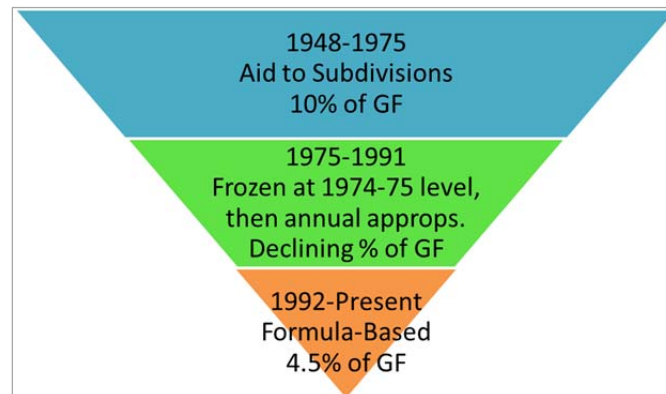 1948-1975
Aid to Subdivisions
10% of GF
1975-1991
Frozen at 1974-75 level,
then annual approps.
Declining % of GF
1992-Present
Formula-Based
4.5% of GF